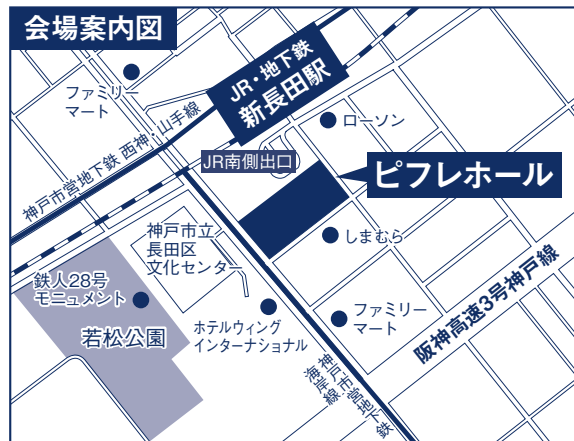 会場案内図
ファミリー
マート
JR・地下鉄
新長田駅
ローソン
神戸市営地下鉄 西神・山手線
JR南側出口
ピフレホール
神戸市立
長田区
文化センター
しまむら
鉄人28号
モニュメント
若松公園
ホテルウィング
インターナショナル
ファミリー
マート
阪神高速3号神戸線
神戸市営地下鉄
海岸線